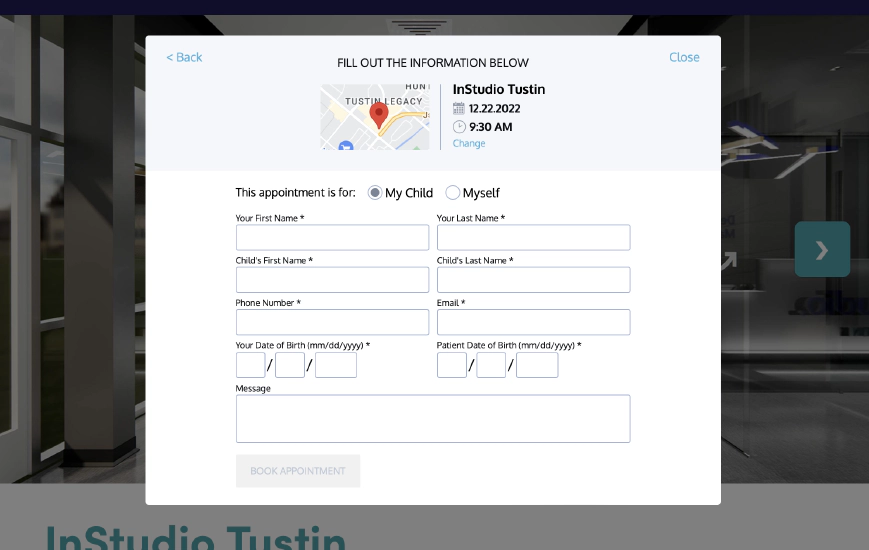 < Back
FILL OUT THE INFORMATION BELOW
Close
HUNT
TUSTIN LEGACY
InStudio Tustin
12.22.2022
9:30 AM
Change
This appointment is for: My Child Myself
Your First Name * Your Last Name *
Child's First Name * Child's Last Name *
Phone Number * Email *
Your Date of Birth (mm/dd/yyyy) * Patient Date of Birth (mm/dd/yyyy) *
/ / / /
Message
BOOK APPOINTMENT
InStudio Tustin